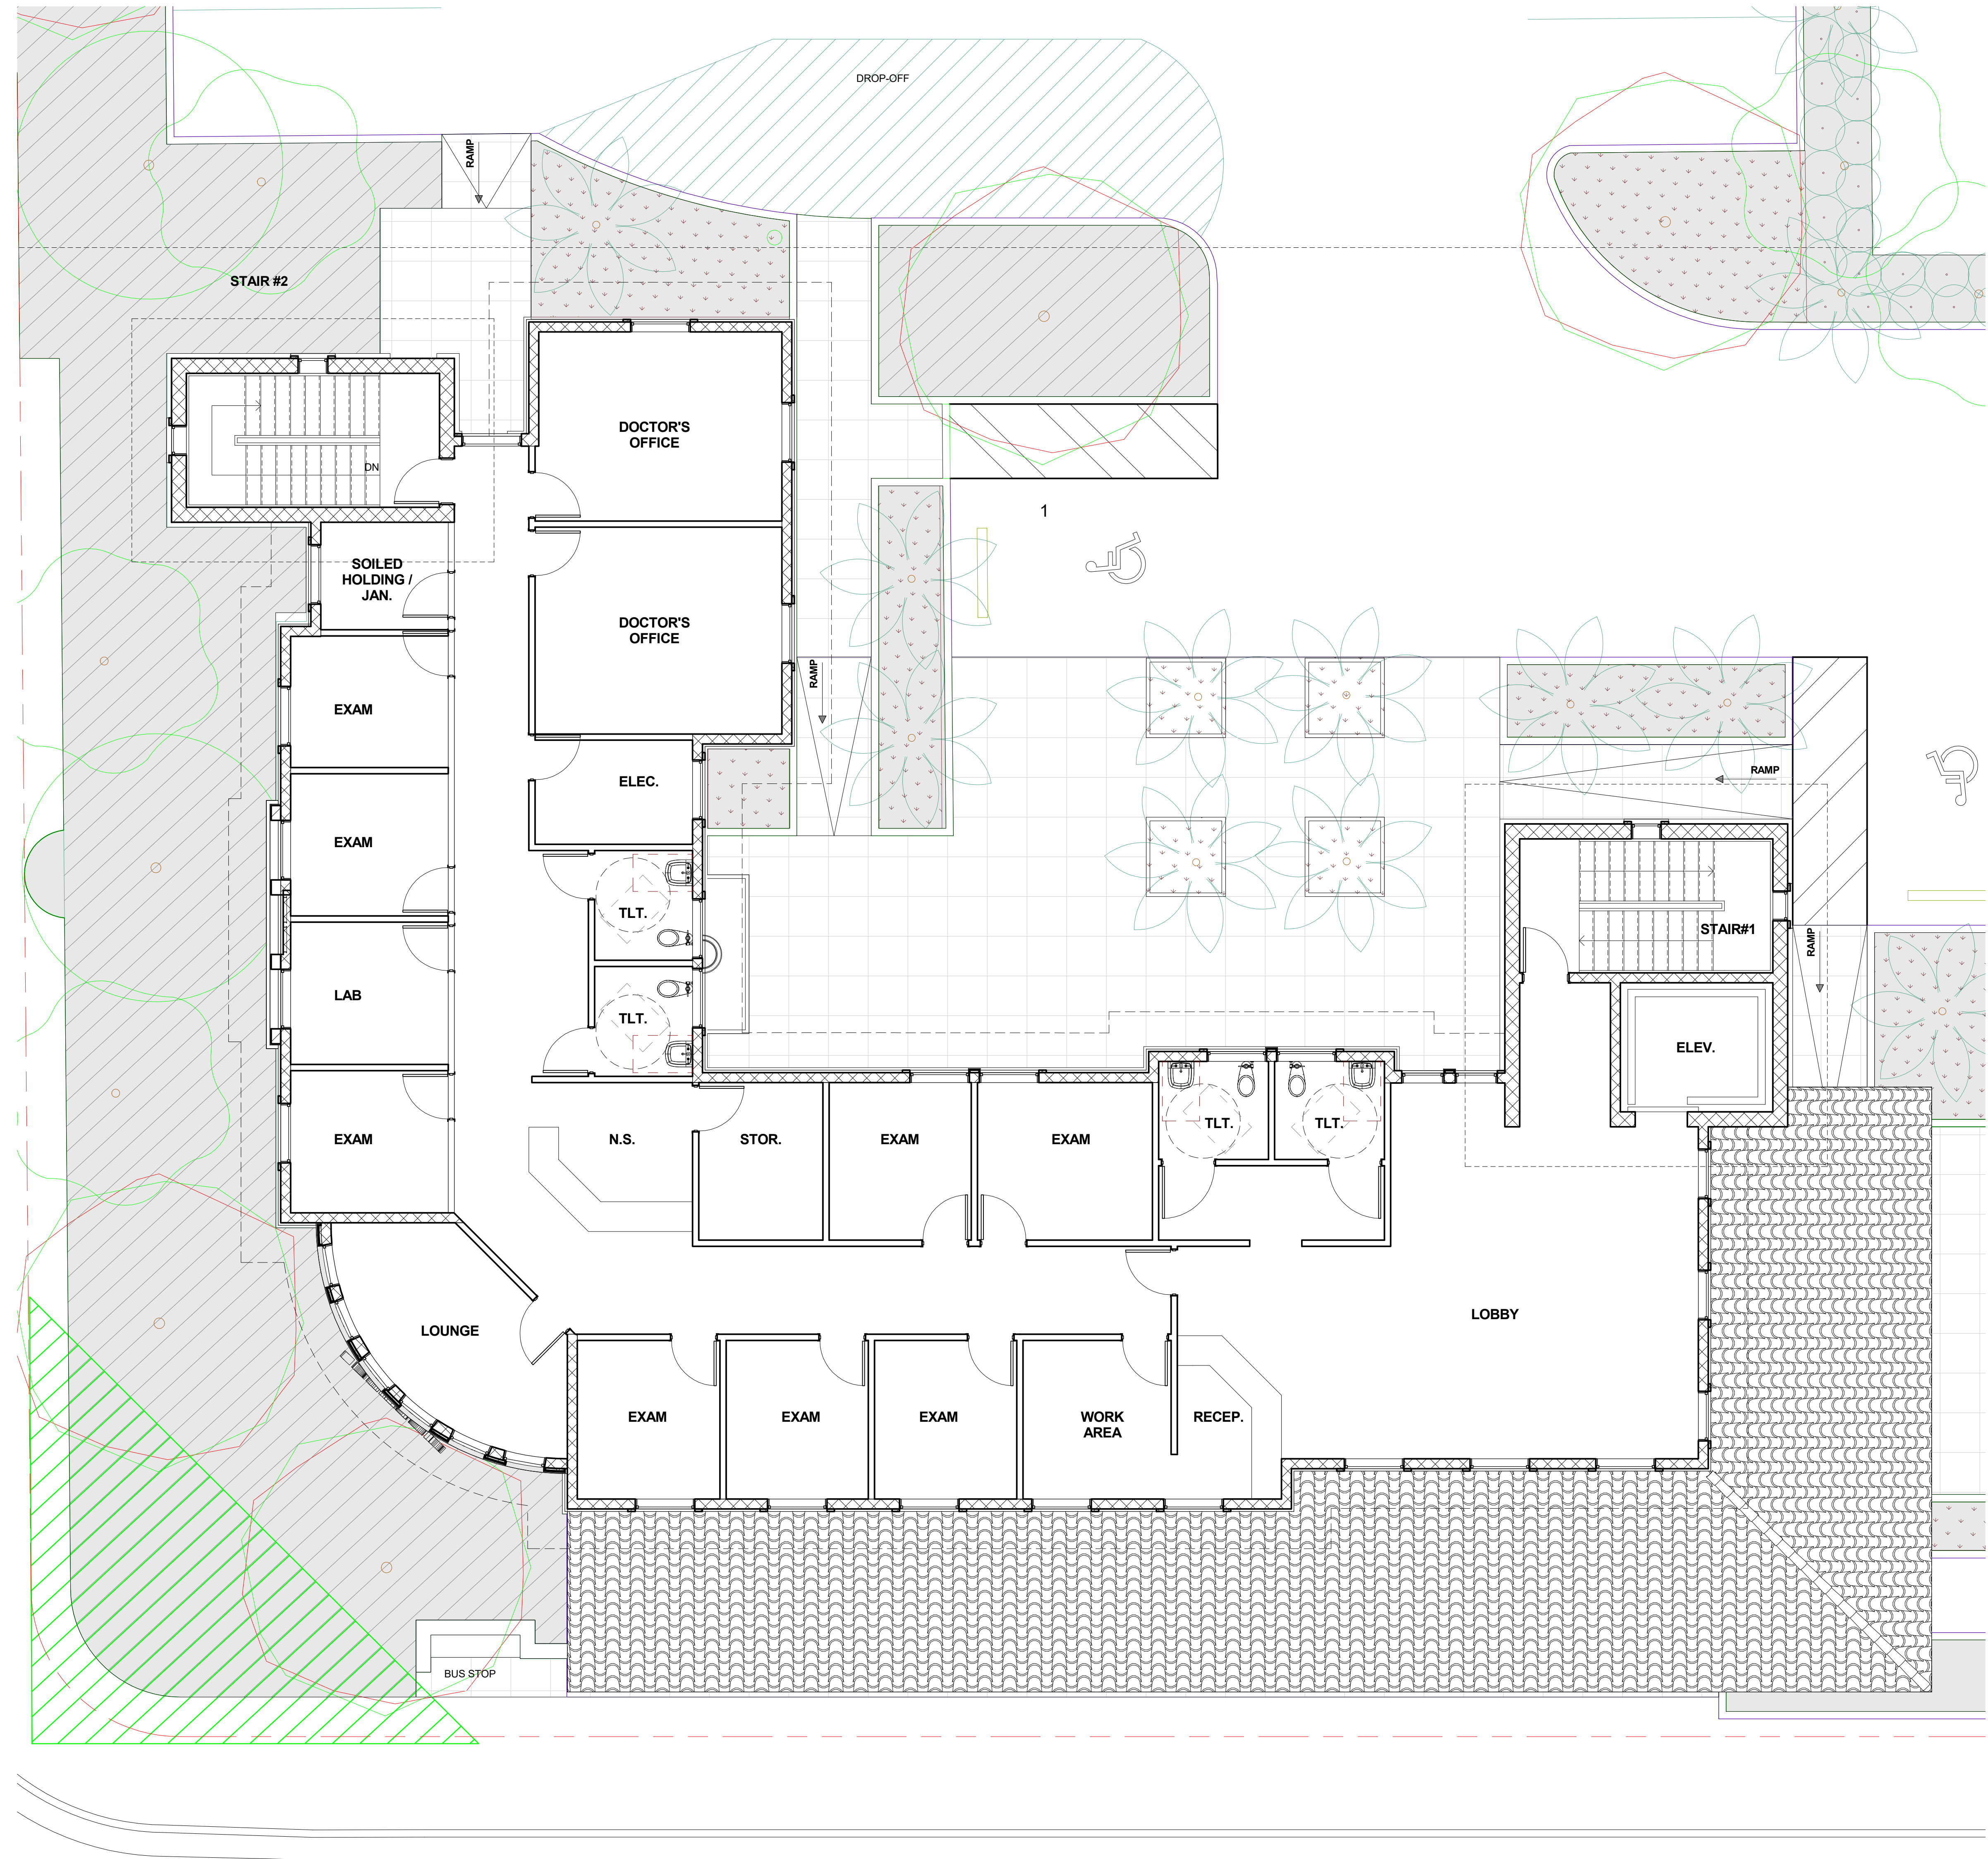 DROP-OFF
RAMP
STAIR #2
DOCTOR'S
OFFICE
DN
1
SOILED
HOLDING /
JAN.
DOCTOR'S
OFFICE
RAMP
EXAM
RAMP
ELEC.
EXAM
TLT.
STAIR#1
RAMP
LAB
TLT.
ELEV.
EXAM
N.S.
STOR.
EXAM
EXAM
TLT.
TLT.
LOUNGE
LOBBY
EXAM
EXAM
EXAM
WORK
AREA
RECEP.
BUS STOP